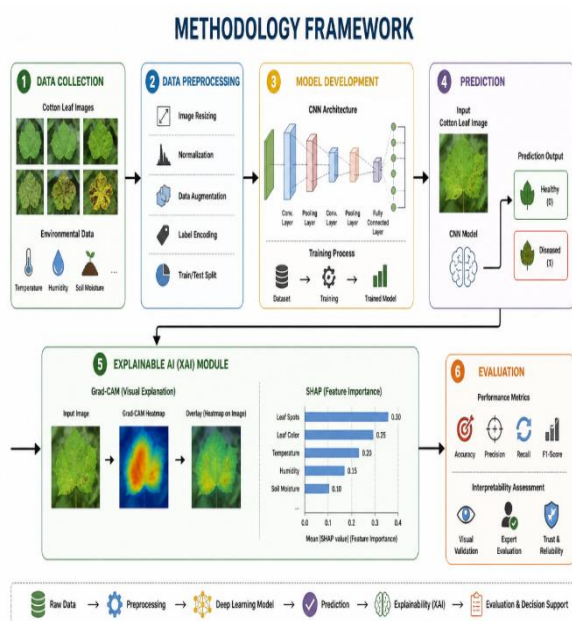 METHODOLOGY FRAMEWORK
1 DATA COLLECTION
Cotton Leaf Images
Environmental Data
Temperature Humidity Soil Moisture
...
2 DATA PREPROCESSING
Image Resizing
Normalization
Data Augmentation
Label Encoding
Train/Test Split
3 MODEL DEVELOPMENT
CNN Architecture
Conv. Layer
Pooling Layer
Conv. Layer
Pooling Layer
Fully Connected Layer
Training Process
Dataset Training Trained Model
4 PREDICTION
Input
Cotton Leaf Image
CNN Model
Prediction Output
Healthy
(0)
Diseased
(1)
5 EXPLAINABLE AI (XAI) MODULE
Grad-CAM (Visual Explanation)
Input Image Grad-CAM Heatmap Overlay (Heatmap on Image)
SHAP (Feature Importance)
Leaf Spots 0.30
Leaf Color 0.25
Temperature 0.20
Humidity 0.15
Soil Moisture 0.10
...
0.0 0.1 0.2 0.3 0.4
Mean |SHAP value| (Feature Importance)
6 EVALUATION
Performance Metrics
Accuracy Precision Recall F1-Score
Interpretability Assessment
Visual Validation
Expert Evaluation
Trust & Reliability
Raw Data Preprocessing Deep Learning Model Prediction Explainability (XAI) Evaluation & Decision Support